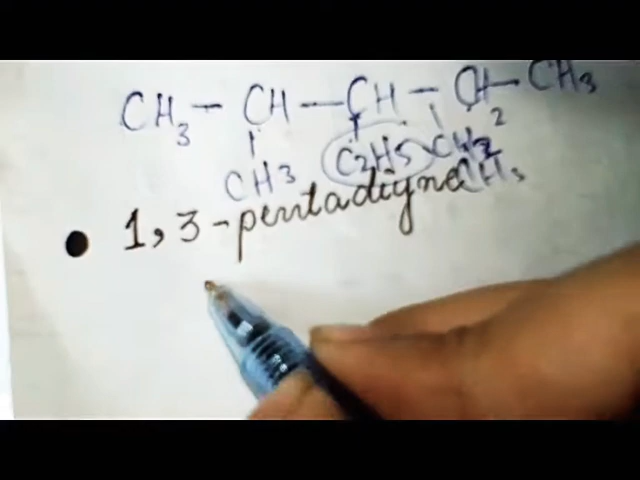 CH3 - CH - CH - CH2 - CH3
CH3 C2H5 CH2
CH3
• 1,3-pentadiyne